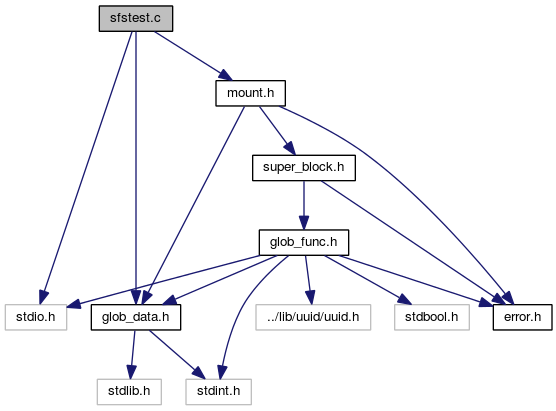 sfstest.c
mount.h
super_block.h
glob_func.h
stdio.h
glob_data.h
../lib/uuid/uuid.h
stdbool.h
error.h
stdlib.h
stdint.h